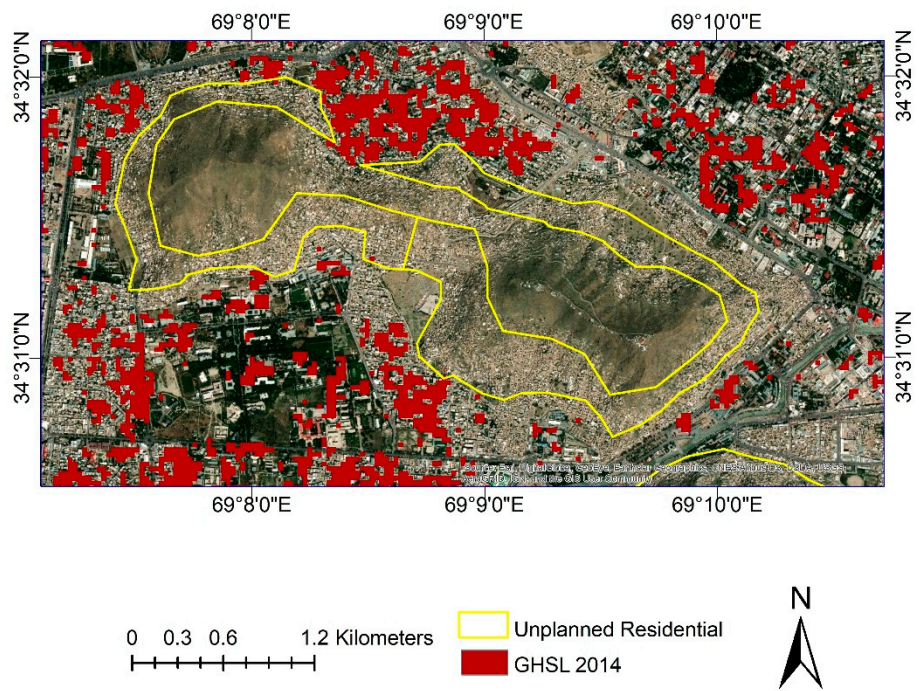 69°8'0"E 69°9'0"E 69°10'0"E
34°32'0"N 34°32'0"N
34°31'0"N 34°31'0"N
69°8'0"E 69°9'0"E 69°10'0"E
0 0.3 0.6 1.2 Kilometers
Unplanned Residential
GHSL 2014
N